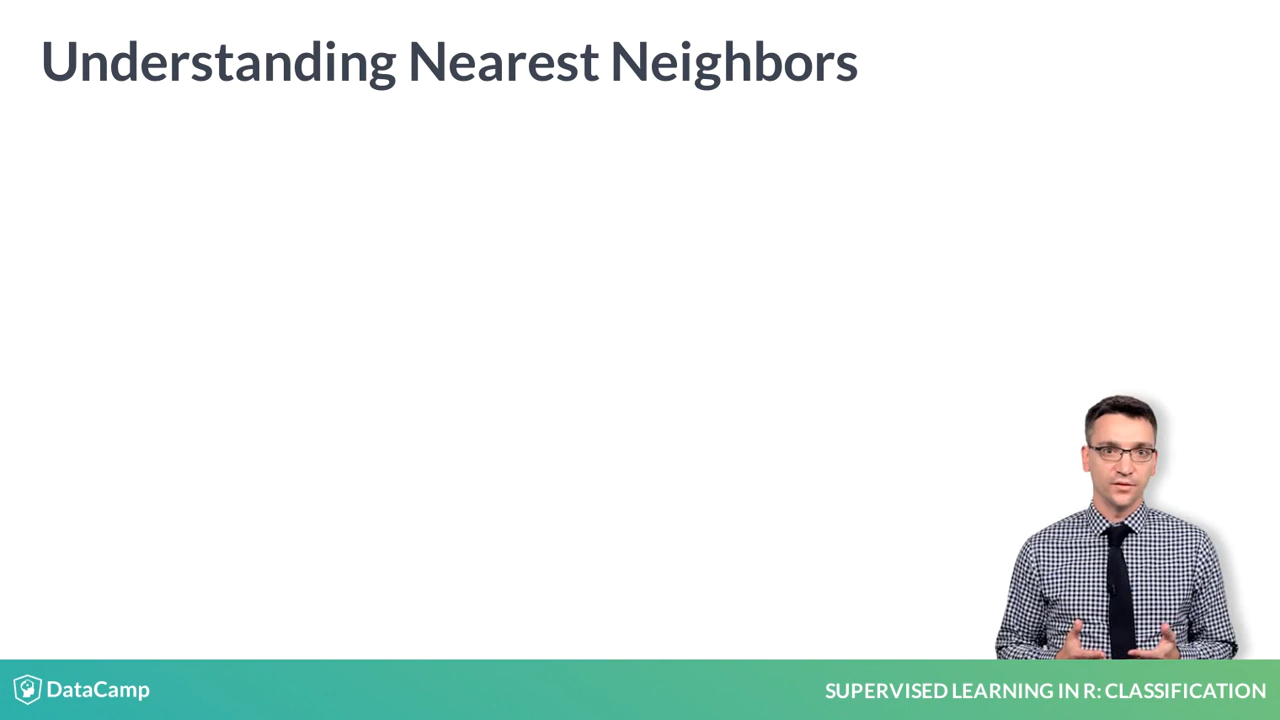 Understanding Nearest Neighbors
DataCamp
SUPERVISED LEARNING IN R: CLASSIFICATION